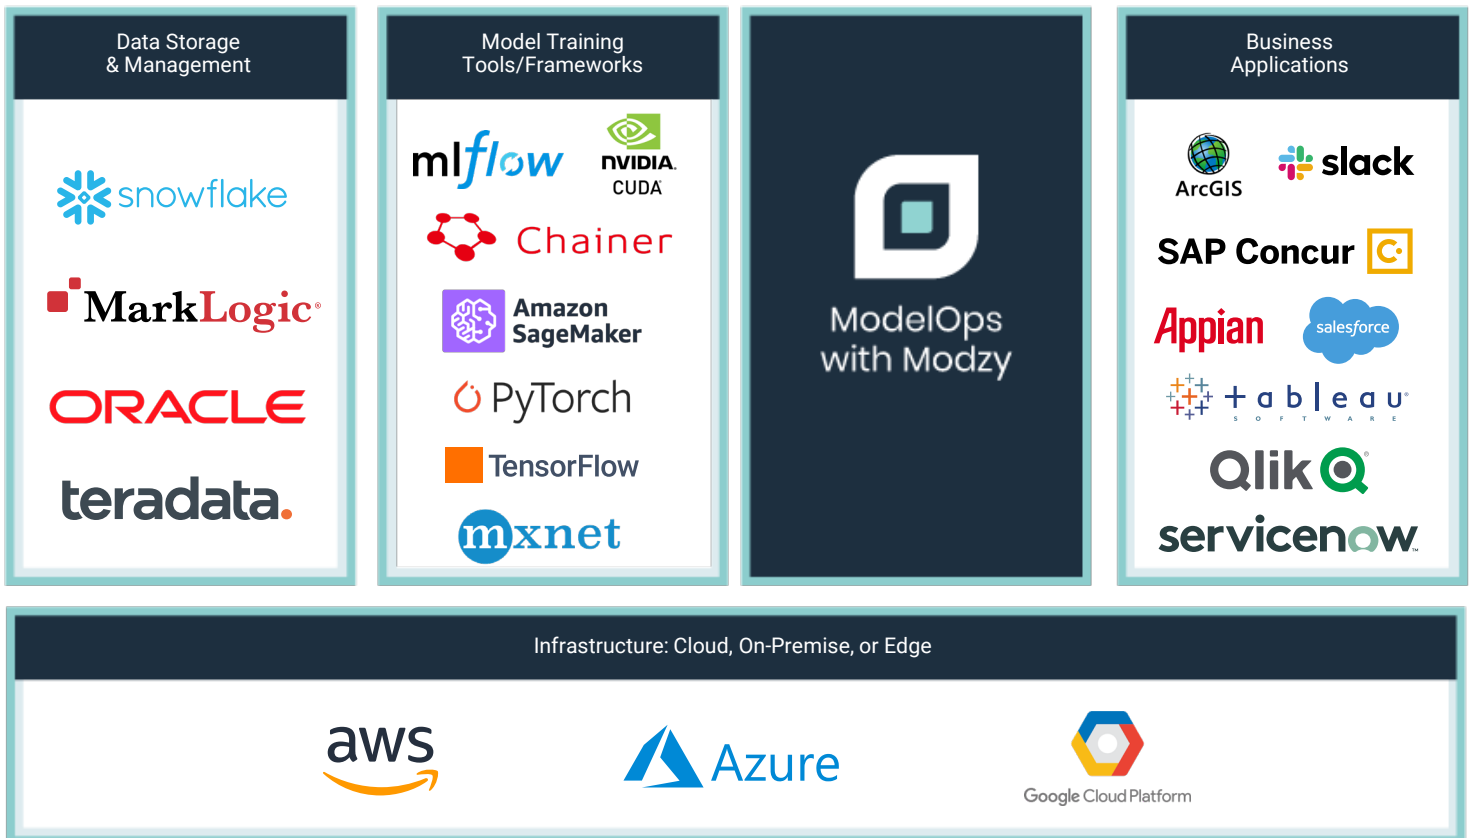 Data Storage
& Management
snowflake
MarkLogic®
ORACLE
teradata.
Model Training
Tools/Frameworks
mlflow
NVIDIA.
CUDA®
Chainer
Amazon
SageMaker
PyTorch
TensorFlow
mxnet
ModelOps
with Modzy
Business
Applications
ArcGIS
slack
SAP Concur C.
Appian
salesforce
+ableau®
SOFTWARE
Qlik
servicenow™
Infrastructure: Cloud, On-Premise, or Edge
aws
Azure
Google Cloud Platform